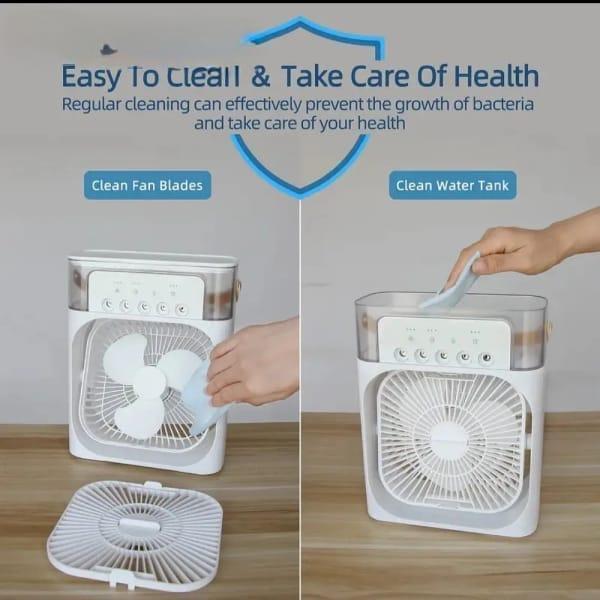 Easy To Clean & Take Care Of Health
Regular cleaning can effectively prevent the growth of bacteria
and take care of your health
Clean Fan Blades
Clean Water Tank